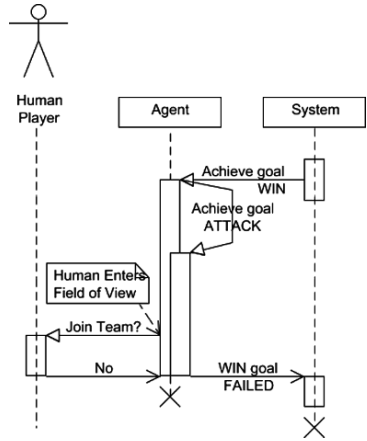 Human
Player
Agent
System
Achieve goal
WIN
Achieve goal
ATTACK
Human Enters
Field of View
Join Team?
No
WIN goal
FAILED